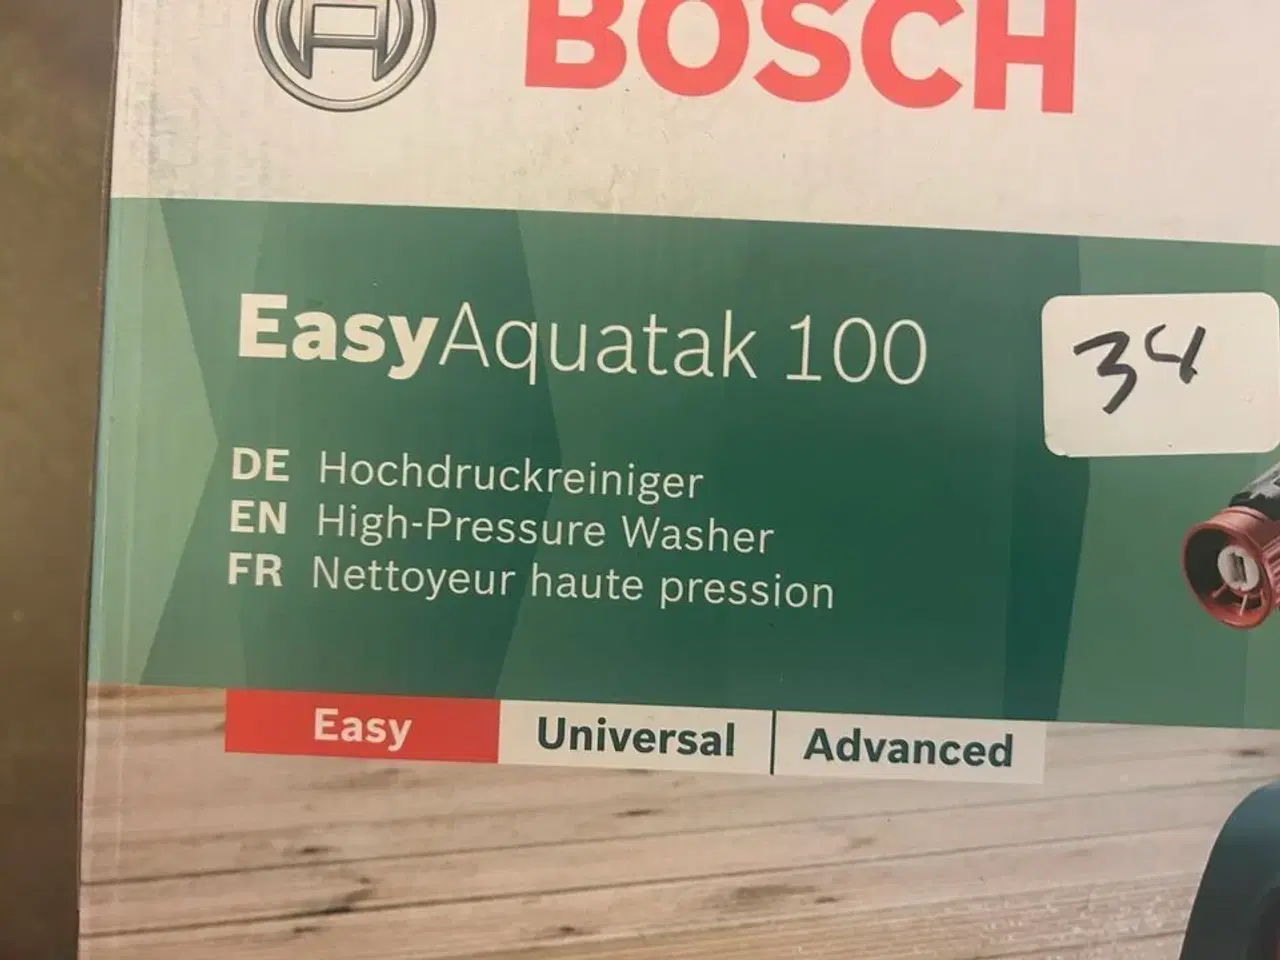 BOSCH
EasyAquatak 100
34
DE Hochdruckreiniger
EN High-Pressure Washer
FR Nettoyeur haute pression
Easy Universal Advanced